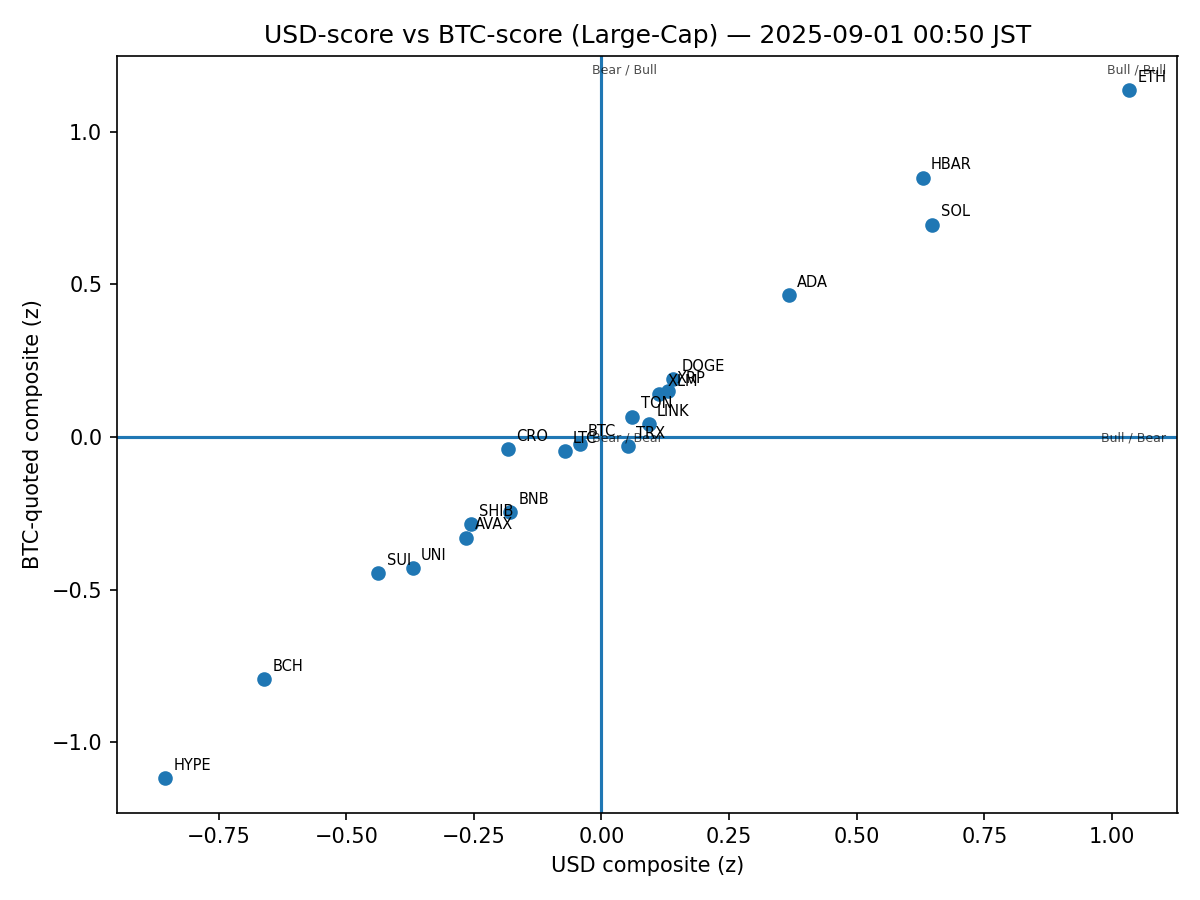 USD-score vs BTC-score (Large-Cap) — 2025-09-01 00:50 JST
Bear / Bull
Bull / Bull
ETH
HBAR
SOL
ADA
DOGE
XRP
XLM
TON
LINK
BTC
TRX
LTC
CRO
Bear / Bear
Bull / Bear
BNB
SHIB
AVAX
UNI
SUI
BCH
HYPE
1.0
0.5
0.0
−0.5
−1.0
BTC-quoted composite (z)
−0.75
−0.50
−0.25
0.00
0.25
0.50
0.75
1.00
USD composite (z)